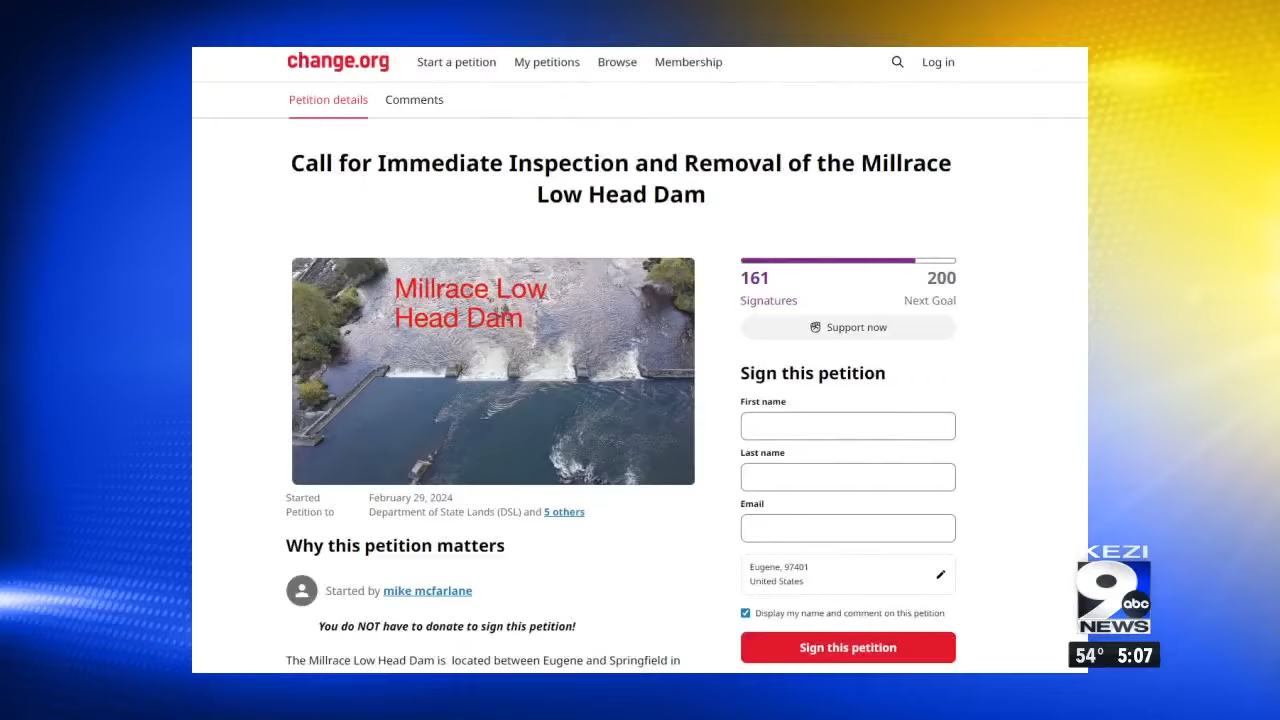 change.org
Start a petition
My petitions
Browse
Membership
Log in
Petition details
Comments
Call for Immediate Inspection and Removal of the Millrace
Low Head Dam
Millrace Low
Head Dam
161
200
Signatures
Next Goal
Support now
Sign this petition
First name
Last name
Email
Eugene, 97401
United States
Display my name and comment on this petition
Sign this petition
Started
February 29, 2024
Petition to
Department of State Lands (DSL) and 5 others
Why this petition matters
Started by mike mcfarlane
You do NOT have to donate to sign this petition!
The Millrace Low Head Dam is located between Eugene and Springfield in
KEZI
9
abc
NEWS
54° 5:07